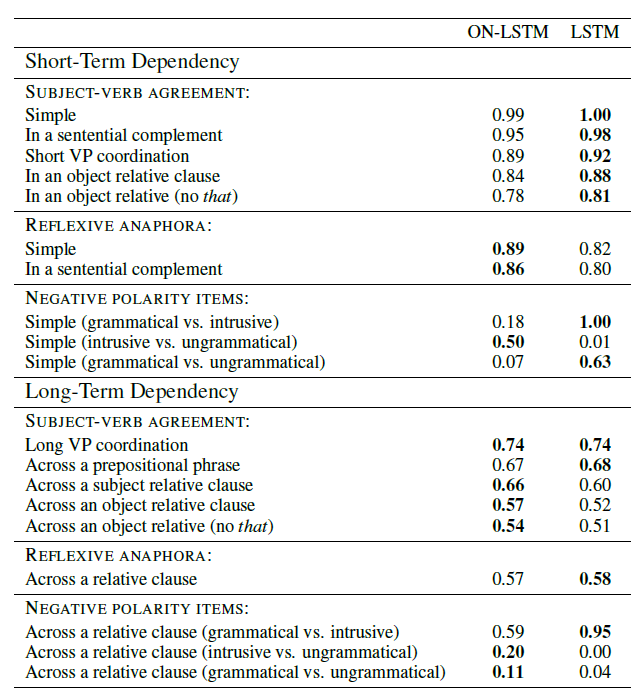 ON-LSTM LSTM
Short-Term Dependency
SUBJECT-VERB AGREEMENT:
Simple 0.99 1.00
In a sentential complement 0.95 0.98
Short VP coordination 0.89 0.92
In an object relative clause 0.84 0.88
In an object relative (no that) 0.78 0.81
REFLEXIVE ANAPHORA:
Simple 0.89 0.82
In a sentential complement 0.86 0.80
NEGATIVE POLARITY ITEMS:
Simple (grammatical vs. intrusive) 0.18 1.00
Simple (intrusive vs. ungrammatical) 0.50 0.01
Simple (grammatical vs. ungrammatical) 0.07 0.63
Long-Term Dependency
SUBJECT-VERB AGREEMENT:
Long VP coordination 0.74 0.74
Across a prepositional phrase 0.67 0.68
Across a subject relative clause 0.66 0.60
Across an object relative clause 0.57 0.52
Across an object relative (no that) 0.54 0.51
REFLEXIVE ANAPHORA:
Across a relative clause 0.57 0.58
NEGATIVE POLARITY ITEMS:
Across a relative clause (grammatical vs. intrusive) 0.59 0.95
Across a relative clause (intrusive vs. ungrammatical) 0.20 0.00
Across a relative clause (grammatical vs. ungrammatical) 0.11 0.04